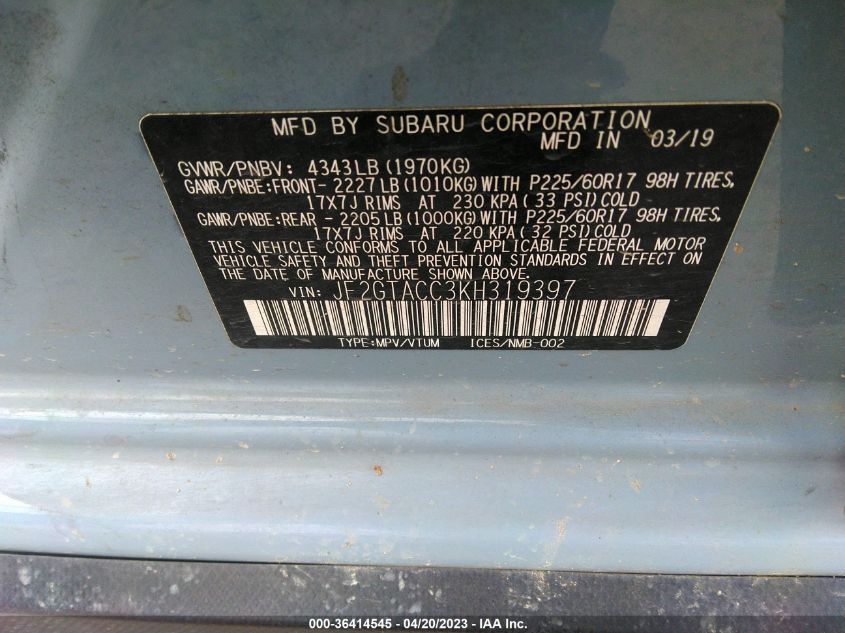 MFD BY SUBARU CORPORATION
MFD IN 03/19
GVWR/PNBV: 4343LB (1970KG)
GAWR/PNBE:FRONT- 2227LB (1010KG) WITH P225/60R17 98H TIRES,
17X7J RIMS AT 230 KPA ( 33 PSI) COLD
GAWR/PNBE:REAR - 2205LB (1000KG) WITH P225/60R17 98H TIRES,
17X7J RIMS AT 220 KPA ( 32 PSI) COLD
THIS VEHICLE CONFORMS TO ALL APPLICABLE FEDERAL MOTOR
VEHICLE SAFETY AND THEFT PREVENTION STANDARDS IN EFFECT ON
THE DATE OF MANUFACTURE SHOWN ABOVE.
VIN: JF2GTACC3KH319397
TYPE:MPV/VTUM ICES/NMB-002
000-36414545 - 04/20/2023 - IAA Inc.